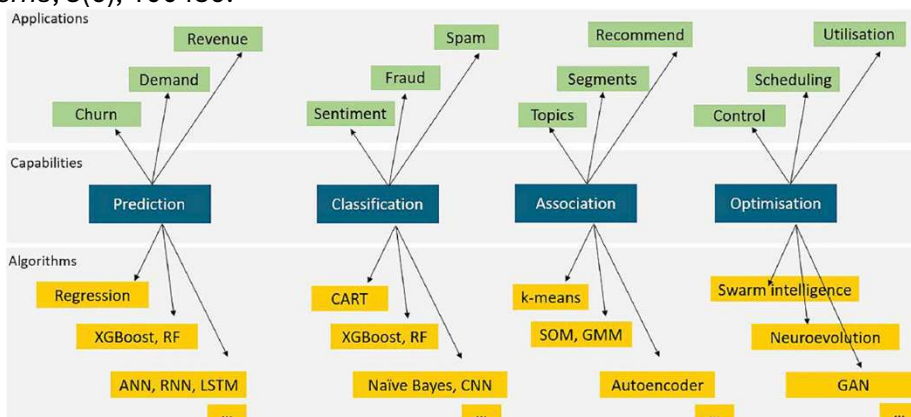 Applications
Revenue
Spam
Recommend
Utilisation
Demand
Fraud
Segments
Scheduling
Churn
Sentiment
Topics
Control
Capabilities
Prediction
Classification
Association
Optimisation
Algorithms
Regression
CART
k-means
Swarm intelligence
XGBoost, RF
XGBoost, RF
SOM, GMM
Neuroevolution
ANN, RNN, LSTM
Naïve Bayes, CNN
Autoencoder
GAN